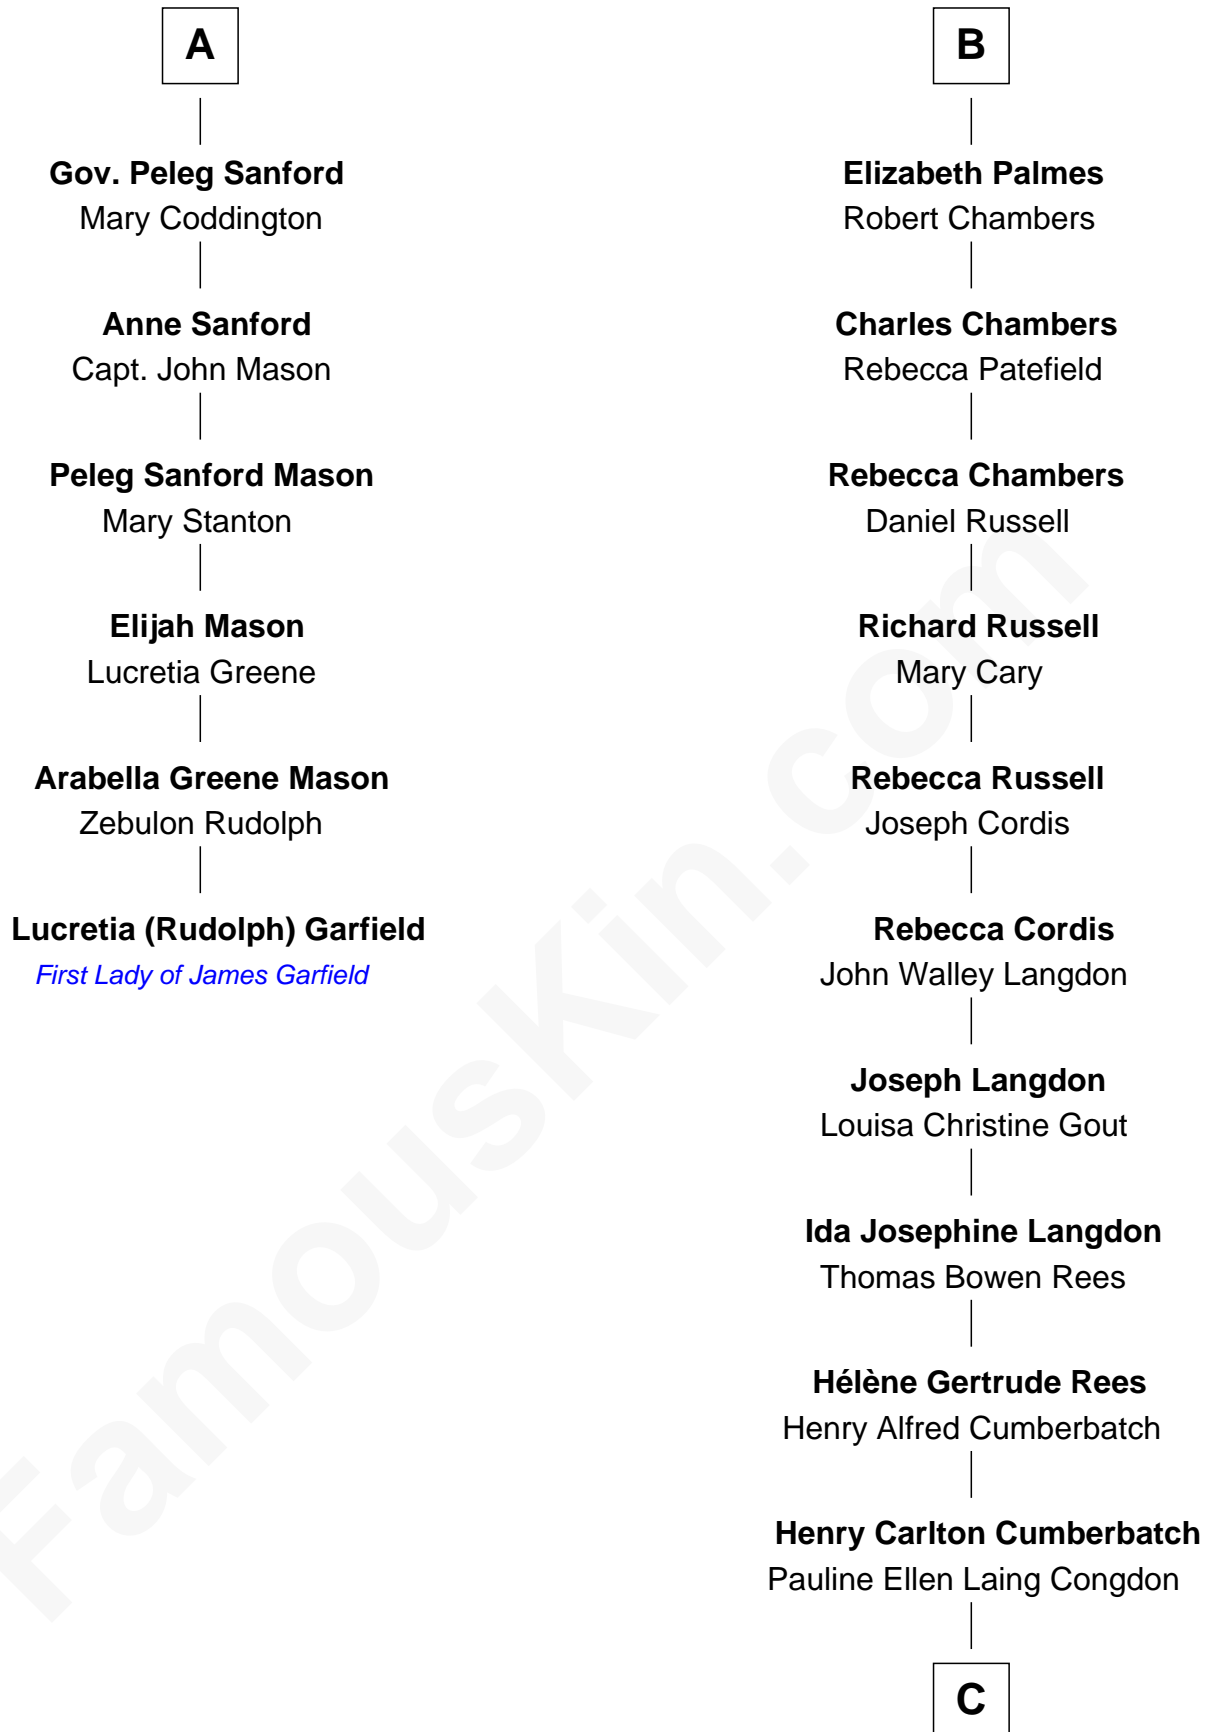 A
Gov. Peleg Sanford
Mary Coddington
Anne Sanford
Capt. John Mason
Peleg Sanford Mason
Mary Stanton
Elijah Mason
Lucretia Greene
Arabella Greene Mason
Zebulon Rudolph
Lucretia (Rudolph) Garfield
First Lady of James Garfield
B
Elizabeth Palmes
Robert Chambers
Charles Chambers
Rebecca Patefield
Rebecca Chambers
Daniel Russell
Richard Russell
Mary Cary
Rebecca Russell
Joseph Cordis
Rebecca Cordis
John Walley Langdon
Joseph Langdon
Louisa Christine Gout
Ida Josephine Langdon
Thomas Bowen Rees
Hélène Gertrude Rees
Henry Alfred Cumberbatch
Henry Carlton Cumberbatch
Pauline Ellen Laing Congdon
C
FamousKin.com